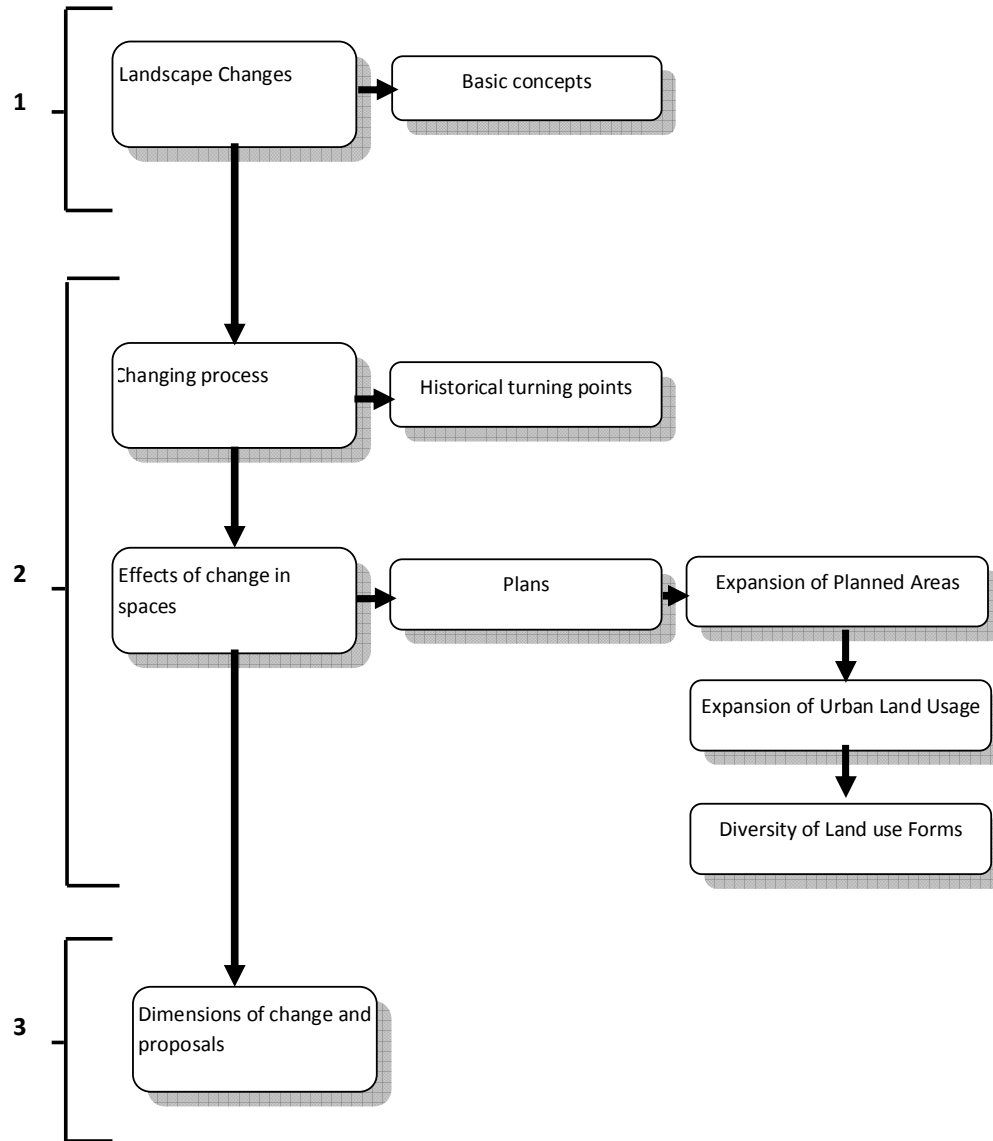 1
Landscape Changes
Basic concepts
2
Changing process
Historical turning points
Effects of change in
spaces
Plans
Expansion of Planned Areas
Expansion of Urban Land Usage
Diversity of Land use Forms
3
Dimensions of change and
proposals